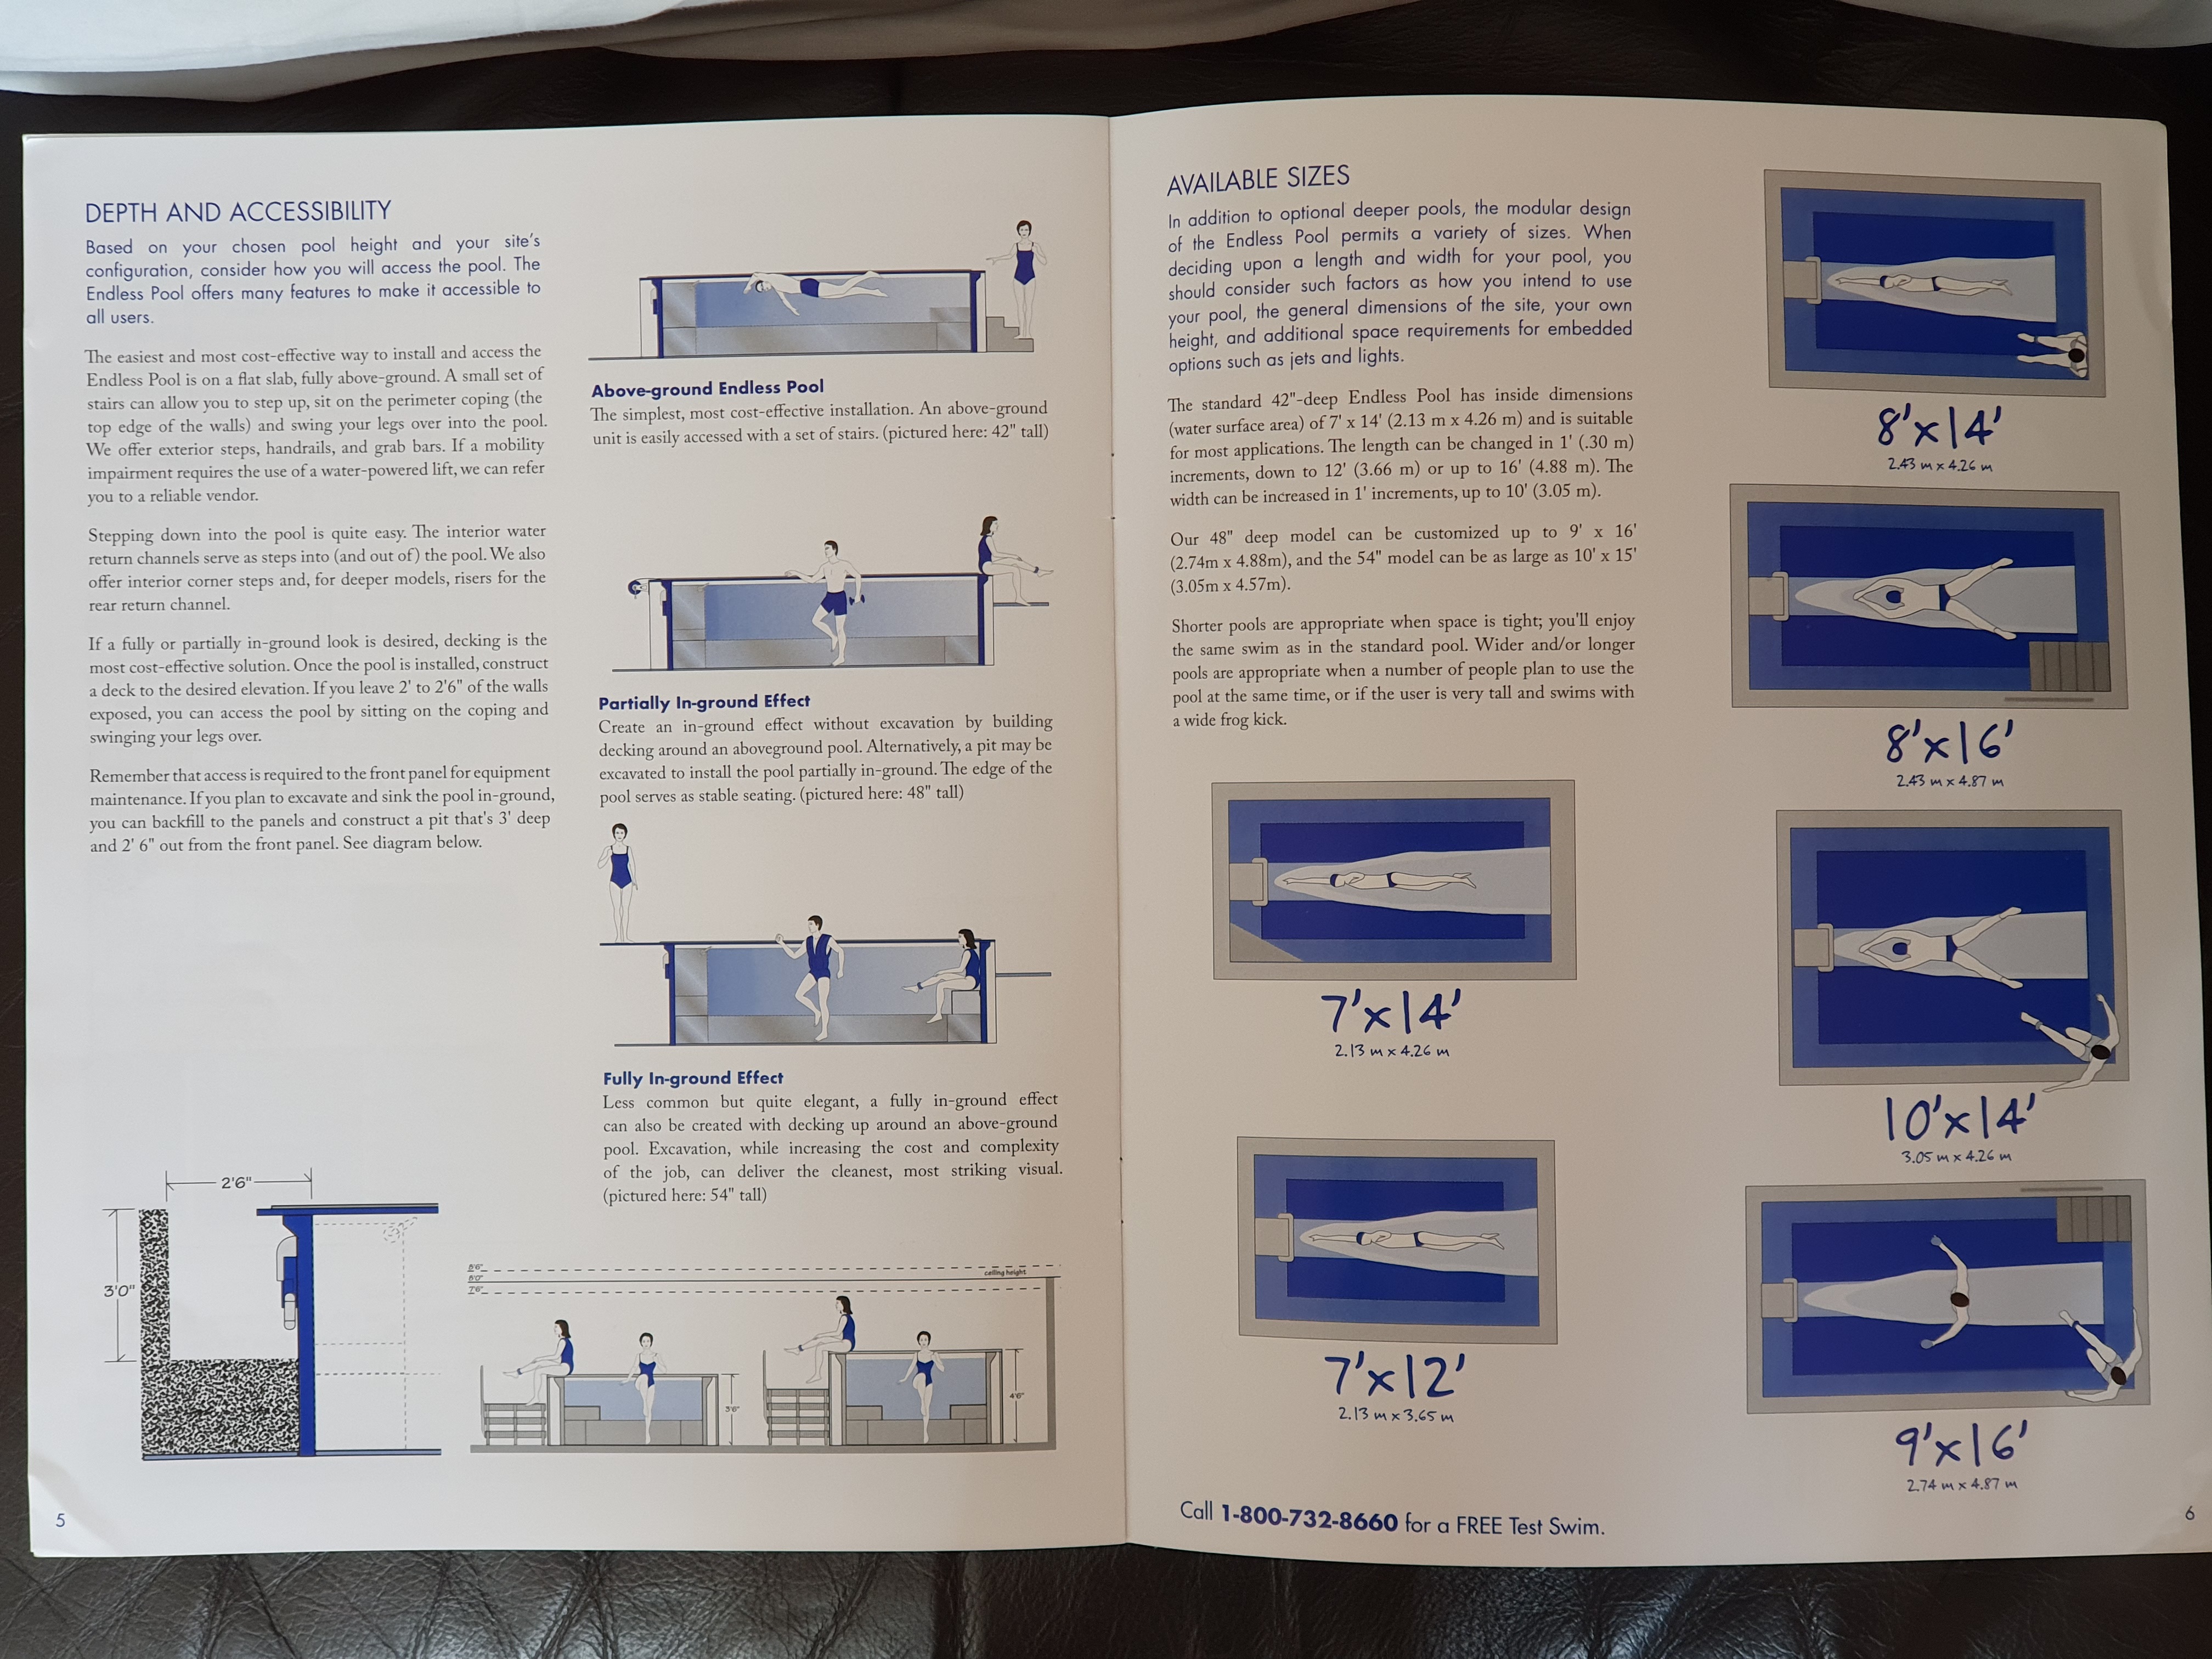 DEPTH AND ACCESSIBILITY
Based on your chosen pool height and your site's
configuration, consider how you will access the pool. The
Endless Pool offers many features to make it accessible to
all users.
The easiest and most cost-effective way to install and access the
Endless Pool is on a flat slab, fully above-ground. A small set of
stairs can allow you to step up, sit on the perimeter coping (the
top edge of the walls) and swing your legs over into the pool.
We offer exterior steps, handrails, and grab bars. If a mobility
impairment requires the use of a water-powered lift, we can refer
you to a reliable vendor.
Stepping down into the pool is quite easy. The interior water
return channels serve as steps into (and out of) the pool. We also
offer interior corner steps and, for deeper models, risers for the
rear return channel.
If a fully or partially in-ground look is desired, decking is the
most cost-effective solution. Once the pool is installed, construct
a deck to the desired elevation. If you leave 2' to 2'6" of the walls
exposed, you can access the pool by sitting on the coping and
swinging your legs over.
Remember that access is required to the front panel for equipment
maintenance. If you plan to excavate and sink the pool in-ground,
you can backfill to the panels and construct a pit that's 3' deep
and 2' 6" out from the front panel. See diagram below.
2'6"
3'0"
5
Above-ground Endless Pool
The simplest, most cost-effective installation. An above-ground
unit is easily accessed with a set of stairs. (pictured here: 42" tall)
Partially In-ground Effect
Create an in-ground effect without excavation by building
decking around an aboveground pool. Alternatively, a pit may be
excavated to install the pool partially in-ground. The edge of the
pool serves as stable seating. (pictured here: 48" tall)
Fully In-ground Effect
Less common but quite elegant, a fully in-ground effect
can also be created with decking up around an above-ground
pool. Excavation, while increasing the cost and complexity
of the job, can deliver the cleanest, most striking visual.
(pictured here: 54" tall)
8'6"
8'0"
7'6"
ceiling height
3'6"
4'6"
AVAILABLE SIZES
In addition to optional deeper pools, the modular design
of the Endless Pool permits a variety of sizes. When
deciding upon a length and width for your pool, you
should consider such factors as how you intend to use
your pool, the general dimensions of the site, your own
height, and additional space requirements for embedded
options such as jets and lights.
The standard 42"-deep Endless Pool has inside dimensions
(water surface area) of 7' x 14' (2.13 m x 4.26 m) and is suitable
for most applications. The length can be changed in 1' (.30 m)
increments, down to 12' (3.66 m) or up to 16' (4.88 m). The
width can be increased in 1' increments, up to 10' (3.05 m).
Our 48" deep model can be customized up to 9' x 16'
(2.74m x 4.88m), and the 54" model can be as large as 10' x 15'
(3.05m x 4.57m).
Shorter pools are appropriate when space is tight; you'll enjoy
the same swim as in the standard pool. Wider and/or longer
pools are appropriate when a number of people plan to use the
pool at the same time, or if the user is very tall and swims with
a wide frog kick.
7'x14'
2.13 m x 4.26 m
7'x12'
2.13 m x 3.65 m
8'x14'
2.43 m x 4.26 m
8'x16'
2.43 m x 4.87 m
10'x14'
3.05 m x 4.26 m
9'x16'
2.74 m x 4.87 m
Call 1-800-732-8660 for a FREE Test Swim.
6